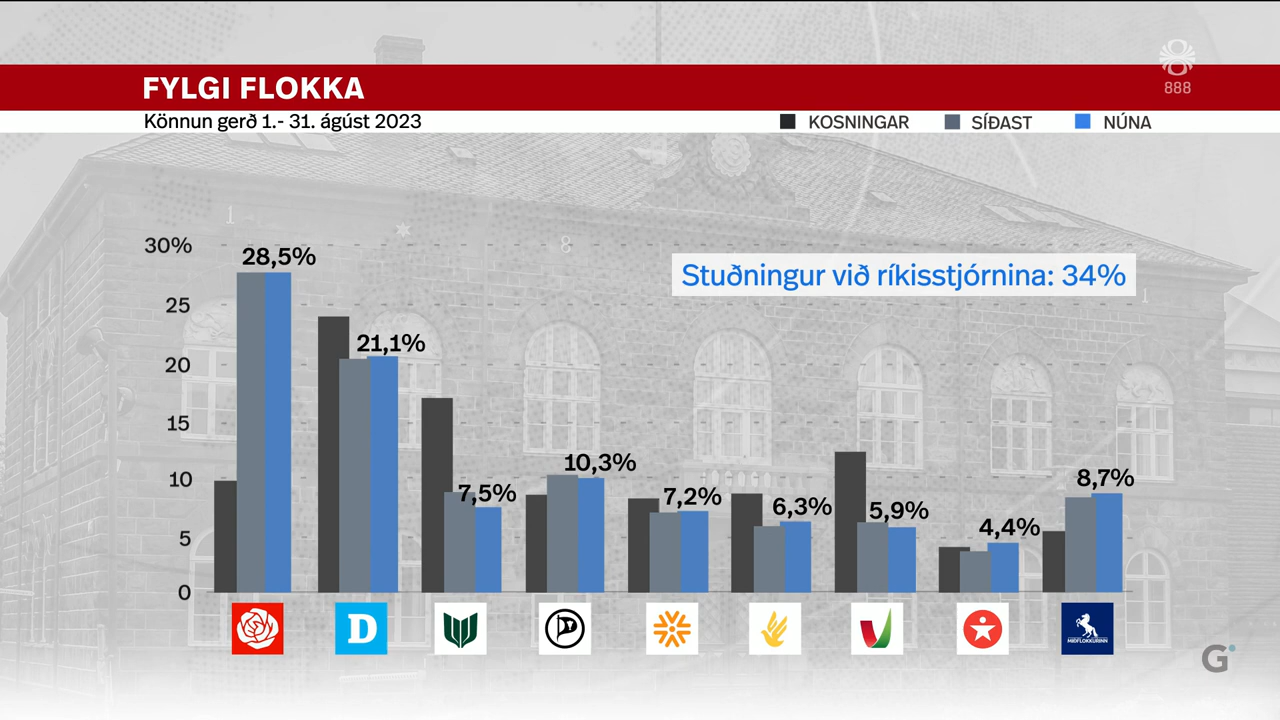 FYLGI FLOKKA
888
Könnun gerð 1.- 31. ágúst 2023
KOSNINGAR SÍÐAST NÚNA
30%
28,5%
Stuðningur við ríkisstjórnina: 34%
25
21,1%
20
15
10
10,3%
7,5%
7,2%
6,3%
5,9%
4,4%
8,7%
5
0
D
MIÐFLOKKURINN
G